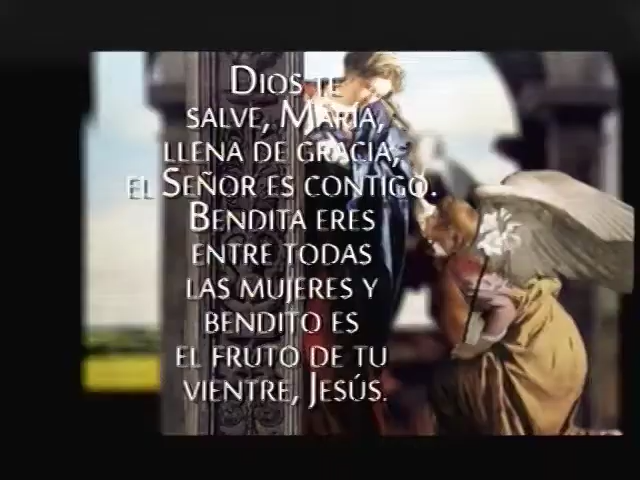 Dios te
salve, María,
llena de gracia,
el Señor es contigo.
Bendita eres
entre todas
las mujeres y
bendito es
el fruto de tu
vientre, Jesús.